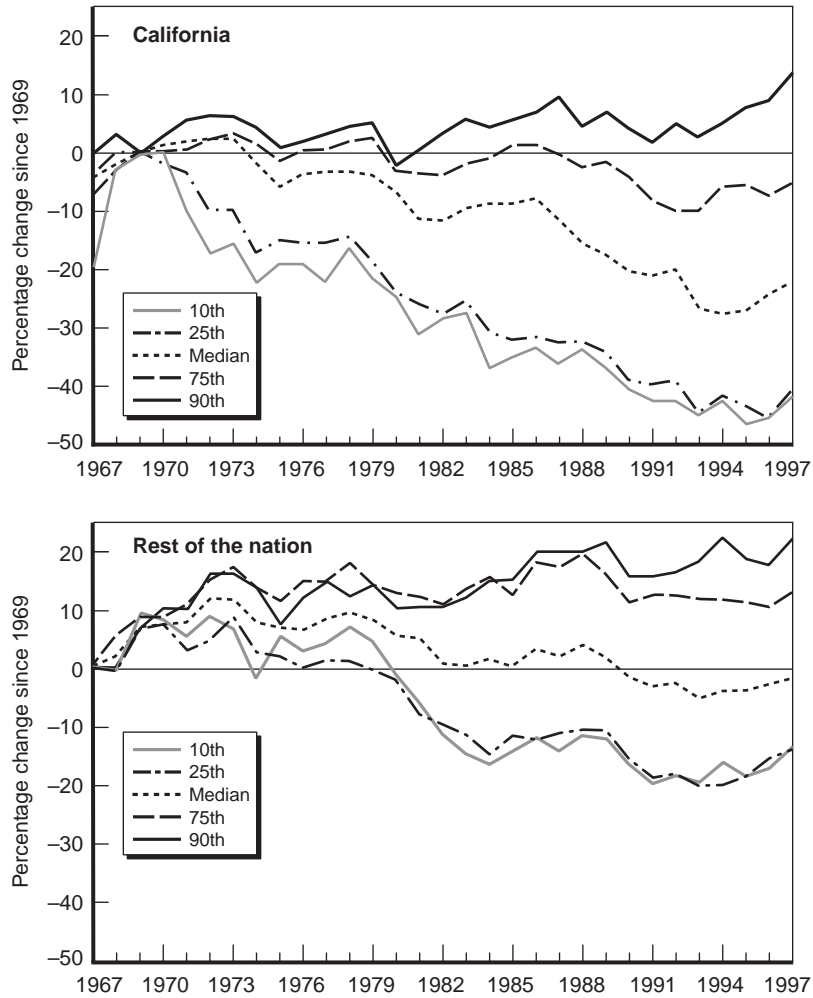 California
Percentage change since 1969
20
10
0
–10
–20
–30
–40
–50
10th
25th
Median
75th
90th
1967 1970 1973 1976 1979 1982 1985 1988 1991 1994 1997
Rest of the nation
Percentage change since 1969
20
10
0
–10
–20
–30
–40
–50
10th
25th
Median
75th
90th
1967 1970 1973 1976 1979 1982 1985 1988 1991 1994 1997